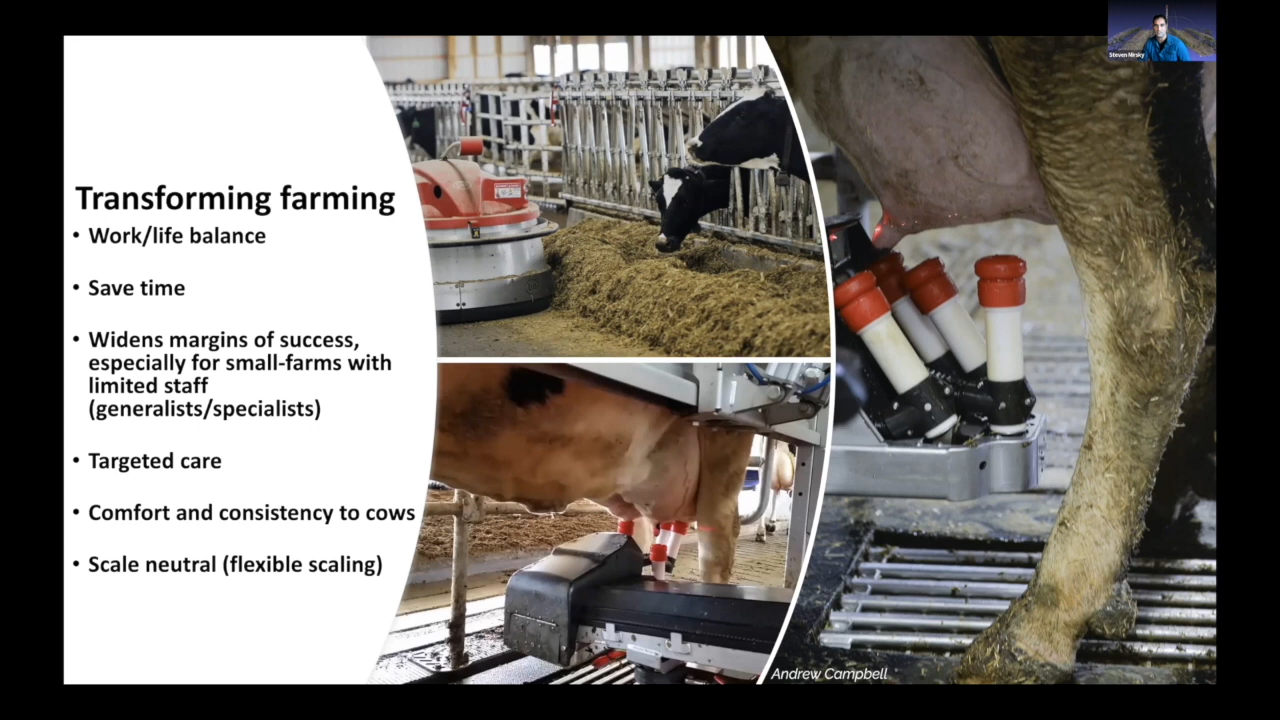 Steven Mirsky
Transforming farming
• Work/life balance
• Save time
• Widens margins of success,
especially for small-farms with
limited staff
(generalists/specialists)
• Targeted care
• Comfort and consistency to cows
• Scale neutral (flexible scaling)
Andrew Campbell